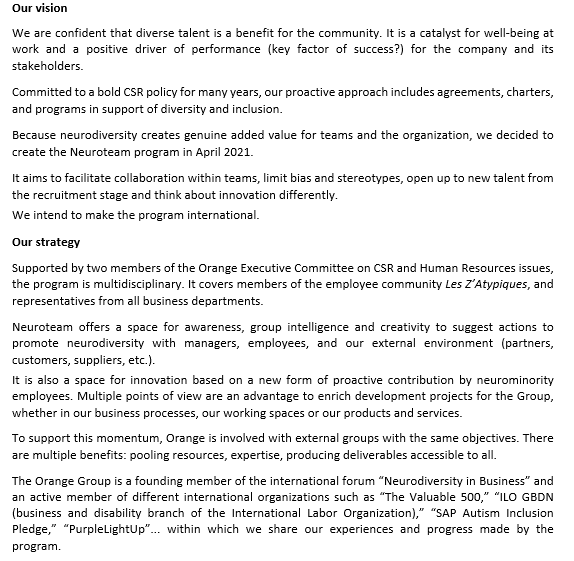 Our vision
We are confident that diverse talent is a benefit for the community. It is a catalyst for well-being at
work and a positive driver of performance (key factor of success?) for the company and its
stakeholders.
Committed to a bold CSR policy for many years, our proactive approach includes agreements, charters,
and programs in support of diversity and inclusion.
Because neurodiversity creates genuine added value for teams and the organization, we decided to
create the Neuroteam program in April 2021.
It aims to facilitate collaboration within teams, limit bias and stereotypes, open up to new talent from
the recruitment stage and think about innovation differently.
We intend to make the program international.
Our strategy
Supported by two members of the Orange Executive Committee on CSR and Human Resources issues,
the program is multidisciplinary. It covers members of the employee community Les Z’Atypiques, and
representatives from all business departments.
Neuroteam offers a space for awareness, group intelligence and creativity to suggest actions to
promote neurodiversity with managers, employees, and our external environment (partners,
customers, suppliers, etc.).
It is also a space for innovation based on a new form of proactive contribution by neurominority
employees. Multiple points of view are an advantage to enrich development projects for the Group,
whether in our business processes, our working spaces or our products and services.
To support this momentum, Orange is involved with external groups with the same objectives. There
are multiple benefits: pooling resources, expertise, producing deliverables accessible to all.
The Orange Group is a founding member of the international forum “Neurodiversity in Business” and
an active member of different international organizations such as “The Valuable 500,” “ILO GBDN
(business and disability branch of the International Labor Organization),” “SAP Autism Inclusion
Pledge,” “PurpleLightUp”... within which we share our experiences and progress made by the
program.